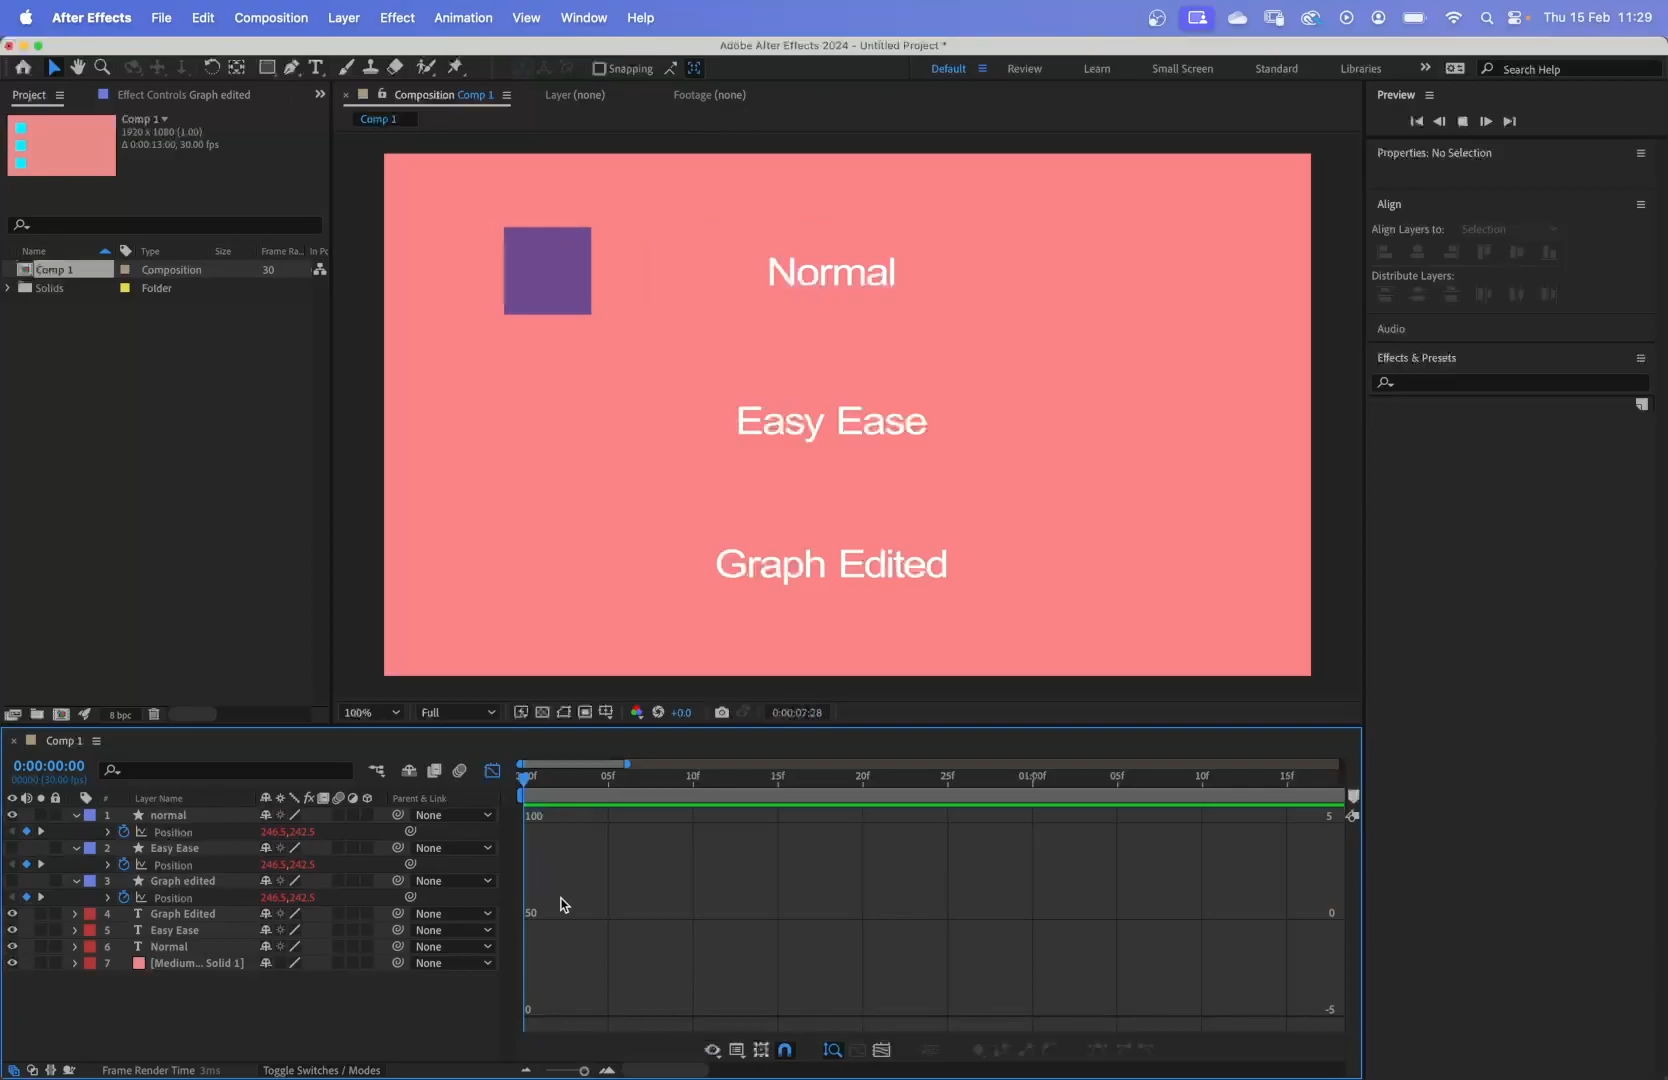 After Effects File Edit Composition Layer Effect Animation View Window Help Thu 15 Feb 11:29
Adobe After Effects 2024 - Untitled Project *
Snapping Default Review Learn Small Screen Standard Libraries Search Help
Project Effect Controls Graph edited Composition Comp 1 Layer (none) Footage (none) Preview
Comp 1
1920 x 1080 (1.00)
Δ 0:00:13:00, 30.00 fps
Comp 1
Properties: No Selection
Align
Align Layers to: Selection
Distribute Layers:
Audio
Effects & Presets
Name Type Size Frame Ra... In Po
Comp 1 Composition 30
Solids Folder
Normal
Easy Ease
Graph Edited
8 bpc
100% Full +0.0 0:00:07:28
Comp 1
0:00:00:00
00000 (30.00 fps)
:00f 05f 10f 15f 20f 25f 01:00f 05f 10f 15f
# Layer Name fx Parent & Link
1 normal None
Position 246.5,242.5
2 Easy Ease None
Position 246.5,242.5
3 Graph edited None
Position 246.5,242.5
4 T Graph Edited None
5 T Easy Ease None
6 T Normal None
7 [Medium... Solid 1] None
100 5
50 0
0 -5
Frame Render Time 3ms Toggle Switches / Modes